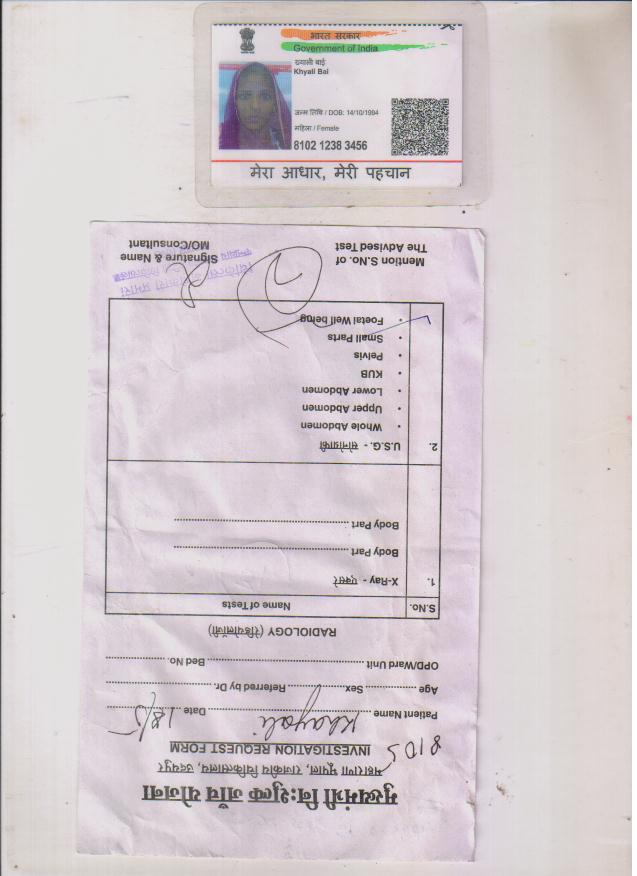 भारत सरकार
Government of India
ख्याली बाई
Khyali Bai
जन्म तिथि / DOB: 14/10/1994
महिला / Female
8102 1238 3456
मेरा आधार, मेरी पहचान
मुख्यमंत्री नि:शुल्क जाँच योजना
महाराणा भूपाल, राजकीय चिकित्सालय, उदयपुर
8105
INVESTIGATION REQUEST FORM
Patient Name Khayali Date 18/5
Age Sex Referred by Dr.
OPD/Ward Unit Bed No.
RADIOLOGY (रेडियोलॉजी)
S.No. Name of Tests
1. X-Ray - एक्सरे
Body Part
Body Part
2. U.S.G. - सोनोग्राफी
• Whole Abdomen
• Upper Abdomen
• Lower Abdomen
• KUB
• Pelvis
• Small Parts
• Foetal Well being
Mention S.No. of
The Advised Test
Signature & Name
MO/Consultant